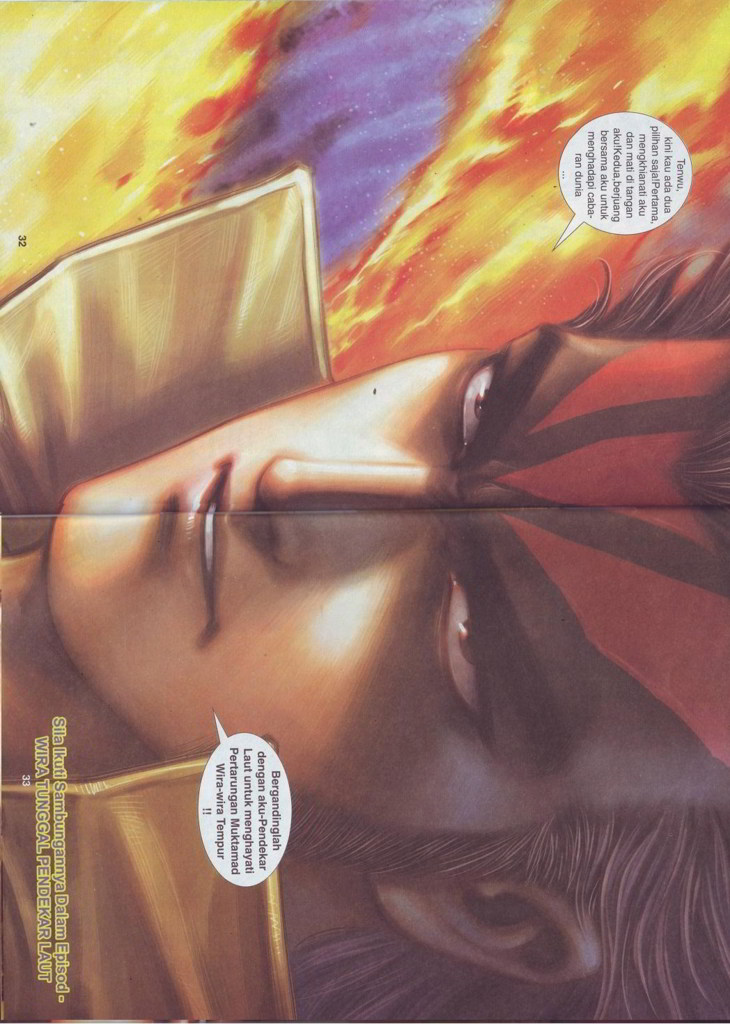 Tenwu,
kini kau ada dua
pilihan saja!Pertama,
mengkhianati aku
dan mati di tangan
aku!Kedua,berjuang
bersama aku untuk
menghadapi caba-
ran dunia
...
Bergandinglah
dengan aku-Pendekar
Laut untuk menghayati
Pertarungan Muktamad
Wira-wira Tempur
!!
Sila Ikuti Sambungannya Dalam Episod -
WIRA TUNGGAL PENDEKAR LAUT
32
33